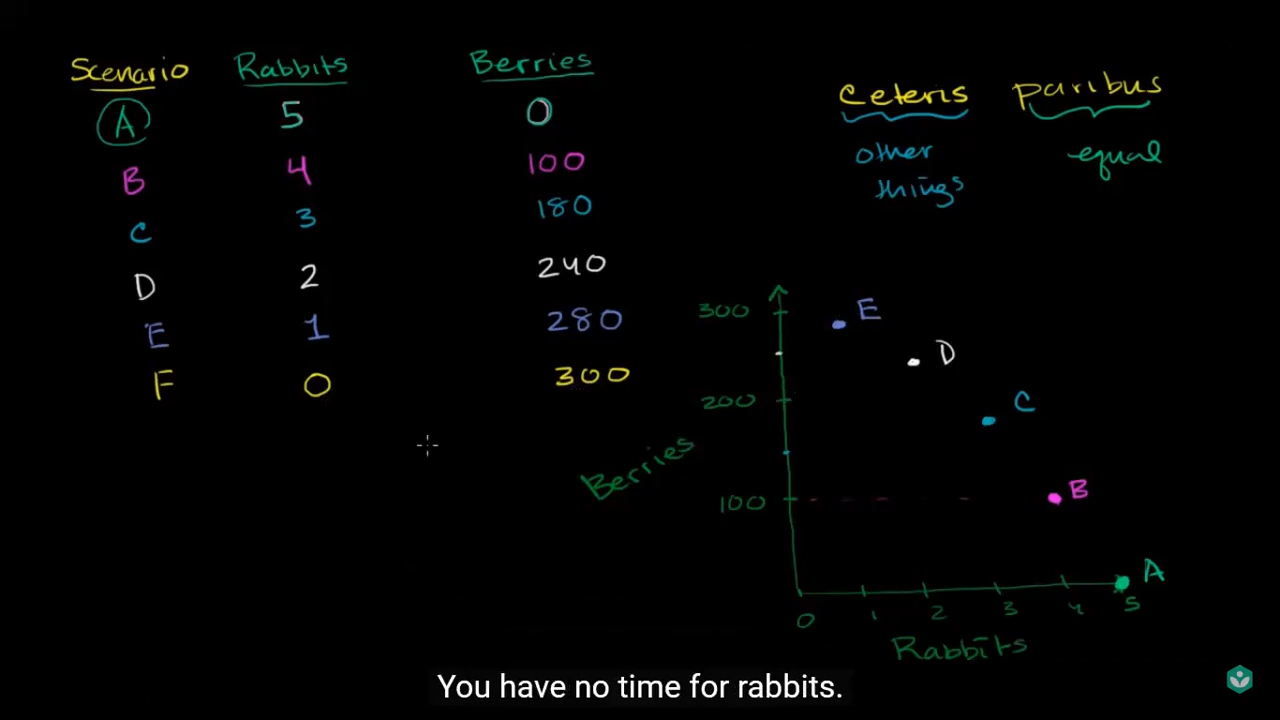 Scenario Rabbits Berries
A 5 0
B 4 100
C 3 180
D 2 240
E 1 280
F 0 300
ceteris paribus
other equal
things
300
200
100
Berries
E
D
C
B
A
0 1 2 3 4 5
Rabbits
You have no time for rabbits.